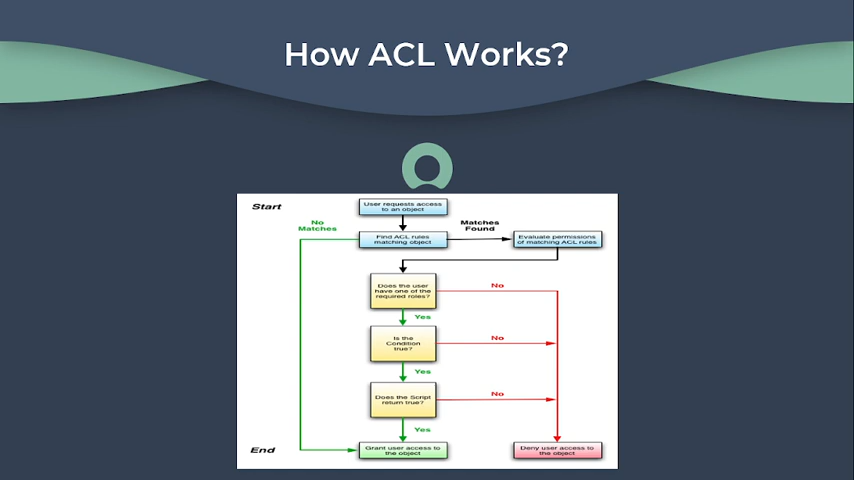 How ACL Works?
Start
User requests access
to an object
No
Matches
Find ACL rules
matching object
Matches
Found
Evaluate permissions
of matching ACL rules
Does the user
have one of the
required roles?
No
Yes
Is the
Condition
true?
No
Yes
Does the Script
return true?
No
Yes
End
Grant user access to
the object
Deny user access to
the object